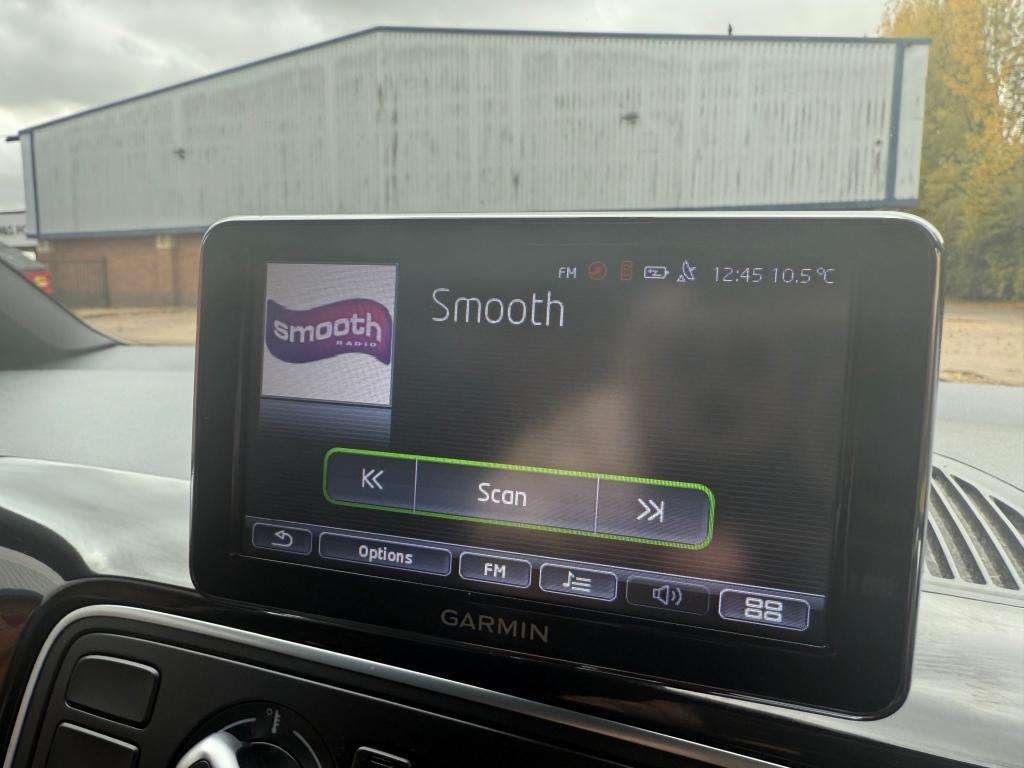 FM 12:45 10.5°C
smooth
RADIO
Smooth
Scan
Options
FM
GARMIN